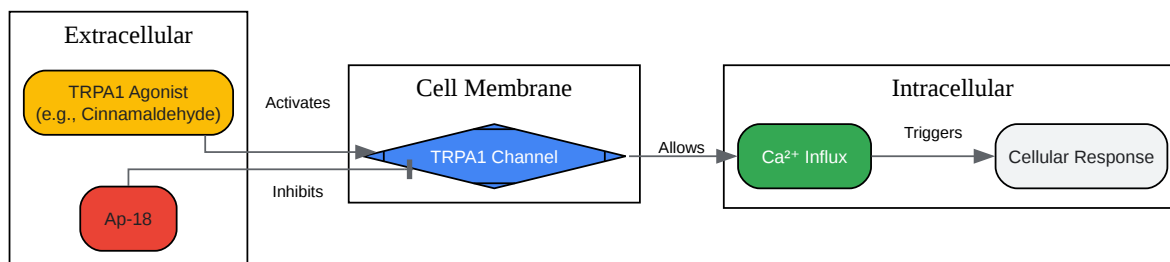 Extracellular
TRPA1 Agonist
(e.g., Cinnamaldehyde)
Ap-18
Activates
Inhibits
Cell Membrane
TRPA1 Channel
Allows
Intracellular
Ca²⁺ Influx
Triggers
Cellular Response